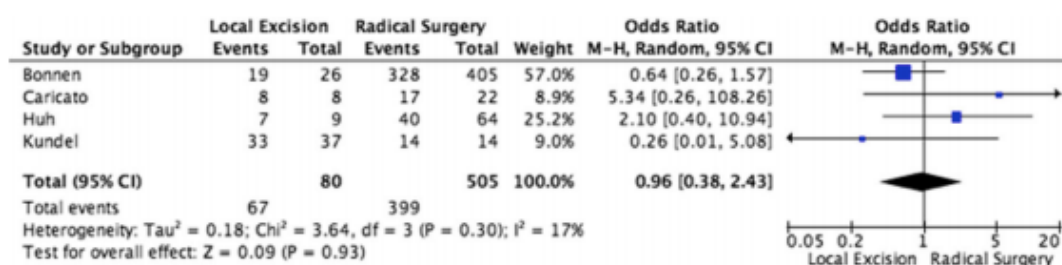 Local Excision Radical Surgery Odds Ratio Odds Ratio
Study or Subgroup Events Total Events Total Weight M-H, Random, 95% CI M-H, Random, 95% CI
Bonnen 19 26 328 405 57.0% 0.64 [0.26, 1.57]
Caricato 8 8 17 22 8.9% 5.34 [0.26, 108.26]
Huh 7 9 40 64 25.2% 2.10 [0.40, 10.94]
Kundel 33 37 14 14 9.0% 0.26 [0.01, 5.08]
Total (95% CI) 80 505 100.0% 0.96 [0.38, 2.43]
Total events 67 399
Heterogeneity: Tau² = 0.18; Chi² = 3.64, df = 3 (P = 0.30); I² = 17%
Test for overall effect: Z = 0.09 (P = 0.93)
0.05 0.2 1 5 20
Local Excision Radical Surgery